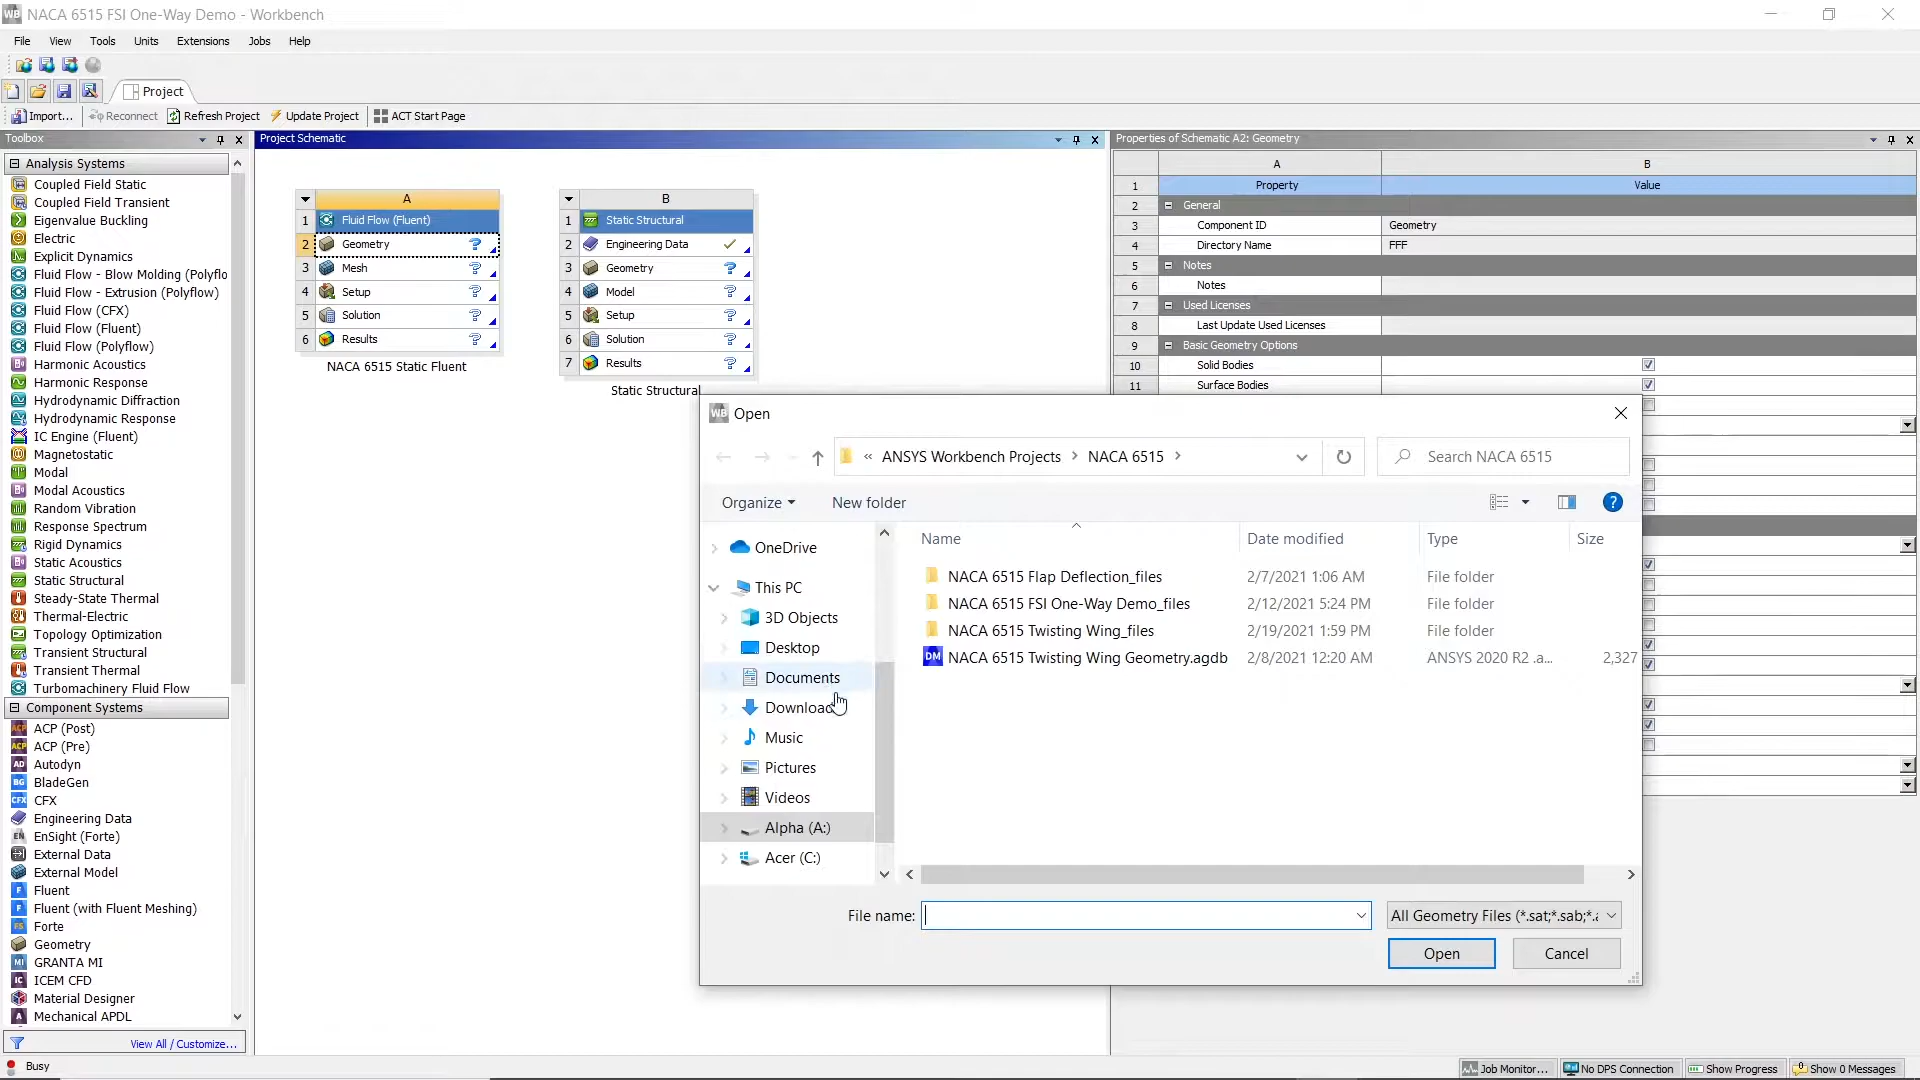 NACA 6515 FSI One-Way Demo - Workbench
File View Tools Units Extensions Jobs Help
Project
Import... Reconnect Refresh Project Update Project ACT Start Page
Toolbox
Analysis Systems
Coupled Field Static
Coupled Field Transient
Eigenvalue Buckling
Electric
Explicit Dynamics
Fluid Flow - Blow Molding (Polyflo
Fluid Flow - Extrusion (Polyflow)
Fluid Flow (CFX)
Fluid Flow (Fluent)
Fluid Flow (Polyflow)
Harmonic Acoustics
Harmonic Response
Hydrodynamic Diffraction
Hydrodynamic Response
IC Engine (Fluent)
Magnetostatic
Modal
Modal Acoustics
Random Vibration
Response Spectrum
Rigid Dynamics
Static Acoustics
Static Structural
Steady-State Thermal
Thermal-Electric
Topology Optimization
Transient Structural
Transient Thermal
Turbomachinery Fluid Flow
Component Systems
ACP (Post)
ACP (Pre)
Autodyn
BladeGen
CFX
Engineering Data
EnSight (Forte)
External Data
External Model
Fluent
Fluent (with Fluent Meshing)
Forte
Geometry
GRANTA MI
ICEM CFD
Material Designer
Mechanical APDL
View All / Customize...
Project Schematic
A
1 Fluid Flow (Fluent)
2 Geometry ?
3 Mesh ?
4 Setup ?
5 Solution ?
6 Results ?
NACA 6515 Static Fluent
B
1 Static Structural
2 Engineering Data
3 Geometry ?
4 Model ?
5 Setup ?
6 Solution ?
7 Results ?
Static Structural
Properties of Schematic A2: Geometry
A B
1 Property Value
2 General
3 Component ID Geometry
4 Directory Name FFF
5 Notes
6 Notes
7 Used Licenses
8 Last Update Used Licenses
9 Basic Geometry Options
10 Solid Bodies
11 Surface Bodies
WB Open
« ANSYS Workbench Projects > NACA 6515 >
Search NACA 6515
Organize New folder
OneDrive
This PC
3D Objects
Desktop
Documents
Download
Music
Pictures
Videos
Alpha (A:)
Acer (C:)
Name Date modified Type Size
NACA 6515 Flap Deflection_files 2/7/2021 1:06 AM File folder
NACA 6515 FSI One-Way Demo_files 2/12/2021 5:24 PM File folder
NACA 6515 Twisting Wing_files 2/19/2021 1:59 PM File folder
DM NACA 6515 Twisting Wing Geometry.agdb 2/8/2021 12:20 AM ANSYS 2020 R2 .a... 2,327
File name:
All Geometry Files (*.sat;*.sab;*.a
Open Cancel
Busy
Job Monitor... No DPS Connection Show Progress Show 0 Messages